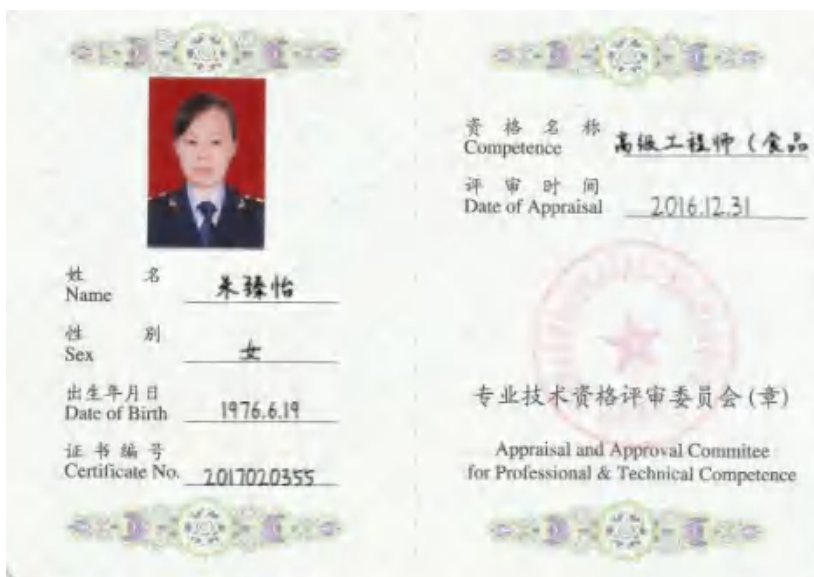 姓名
Name 朱臻怡
性别
Sex 女
出生年月日
Date of Birth 1976.6.19
证书编号
Certificate No. 2017020355
资格名称
Competence 高级工程师（食品
评审时间
Date of Appraisal 2016.12.31
专业技术资格评审委员会(章)
Appraisal and Approval Commitee
for Professional & Technical Competence